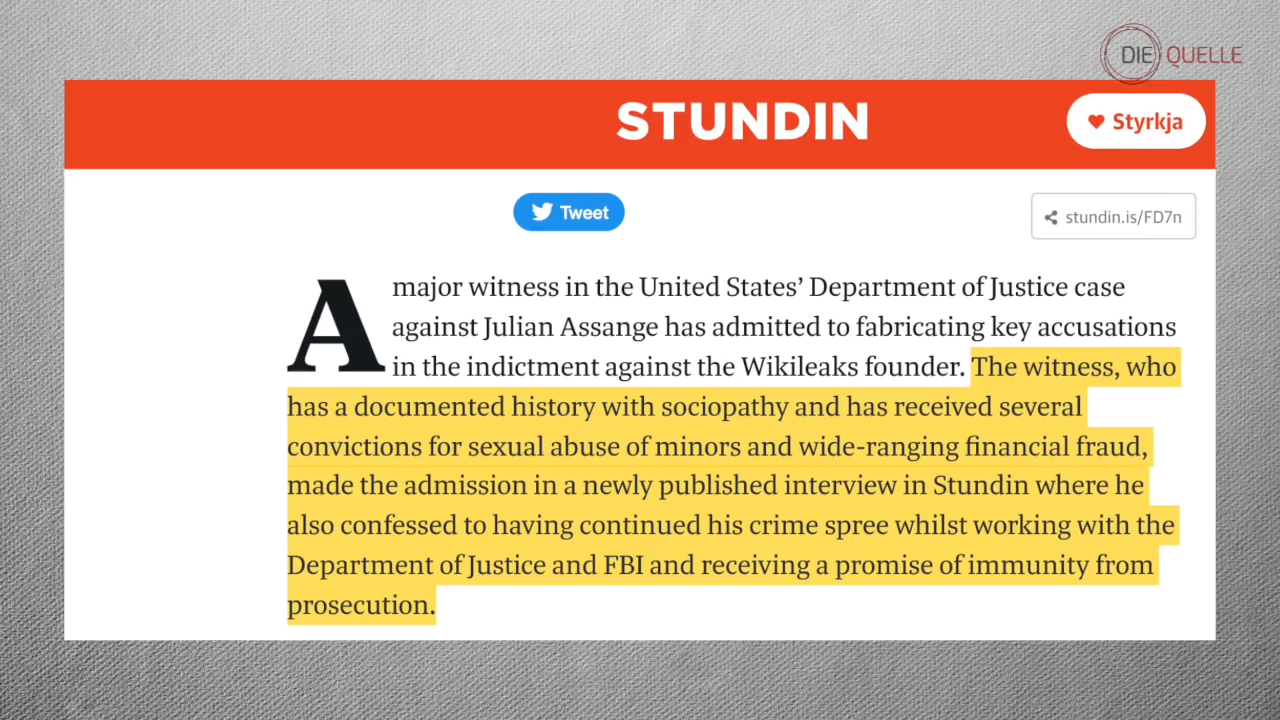 DIE QUELLE
STUNDIN
Styrkja
Tweet
stundin.is/FD7n
A major witness in the United States’ Department of Justice case
against Julian Assange has admitted to fabricating key accusations
in the indictment against the Wikileaks founder. The witness, who
has a documented history with sociopathy and has received several
convictions for sexual abuse of minors and wide-ranging financial fraud,
made the admission in a newly published interview in Stundin where he
also confessed to having continued his crime spree whilst working with the
Department of Justice and FBI and receiving a promise of immunity from
prosecution.